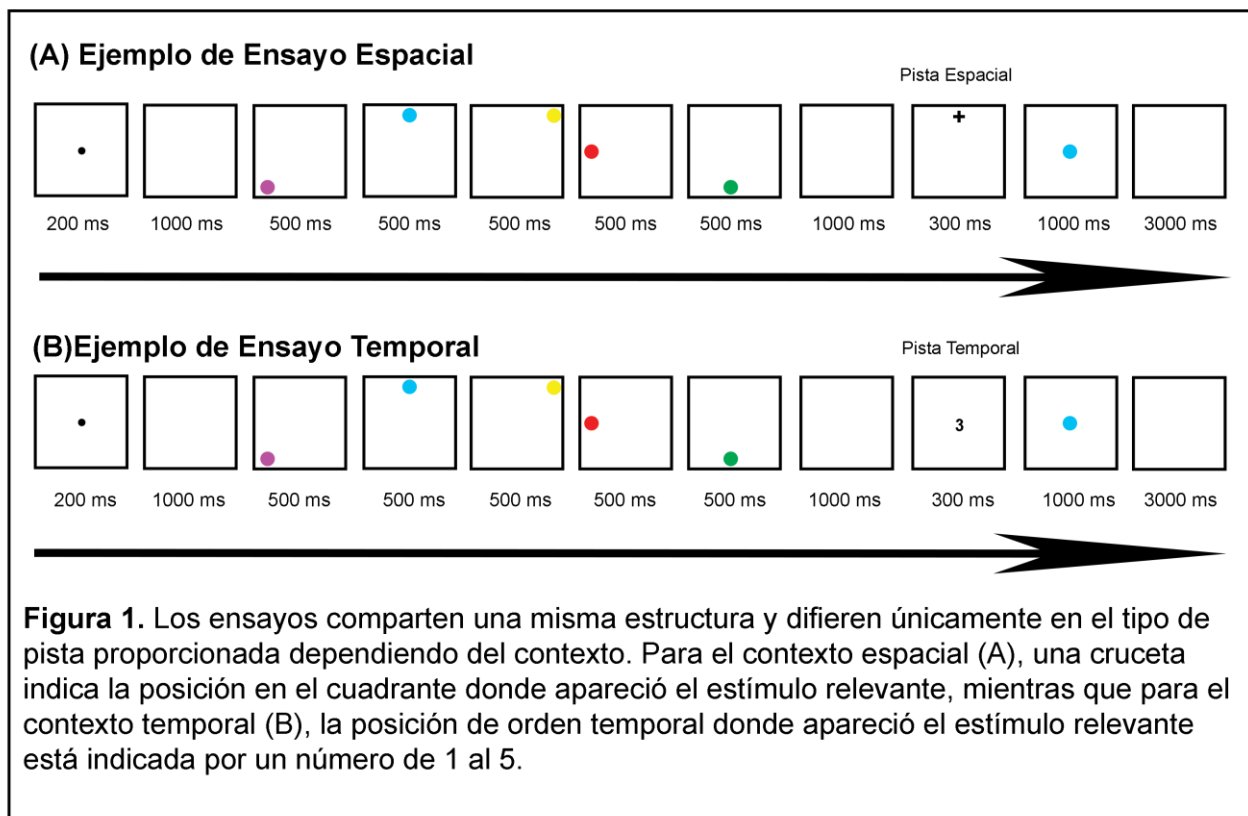 (A) Ejemplo de Ensayo Espacial
Pista Espacial
200 ms 1000 ms 500 ms 500 ms 500 ms 500 ms 500 ms 1000 ms 300 ms 1000 ms 3000 ms
(B)Ejemplo de Ensayo Temporal
Pista Temporal
3
200 ms 1000 ms 500 ms 500 ms 500 ms 500 ms 500 ms 1000 ms 300 ms 1000 ms 3000 ms
Figura 1. Los ensayos comparten una misma estructura y difieren únicamente en el tipo de
pista proporcionada dependiendo del contexto. Para el contexto espacial (A), una cruceta
indica la posición en el cuadrante donde apareció el estímulo relevante, mientras que para el
contexto temporal (B), la posición de orden temporal donde apareció el estímulo relevante
está indicada por un número de 1 al 5.